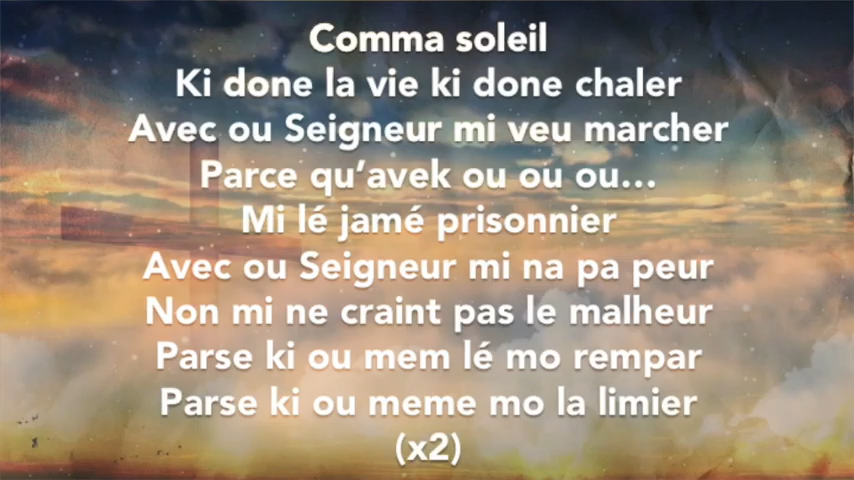 Comma soleil
Ki done la vie ki done chaler
Avec ou Seigneur mi veu marcher
Parce qu'avek ou ou ou...
Mi lé jamé prisonnier
Avec ou Seigneur mi na pa peur
Non mi ne craint pas le malheur
Parse ki ou mem lé mo rempar
Parse ki ou meme mo la limier
(x2)